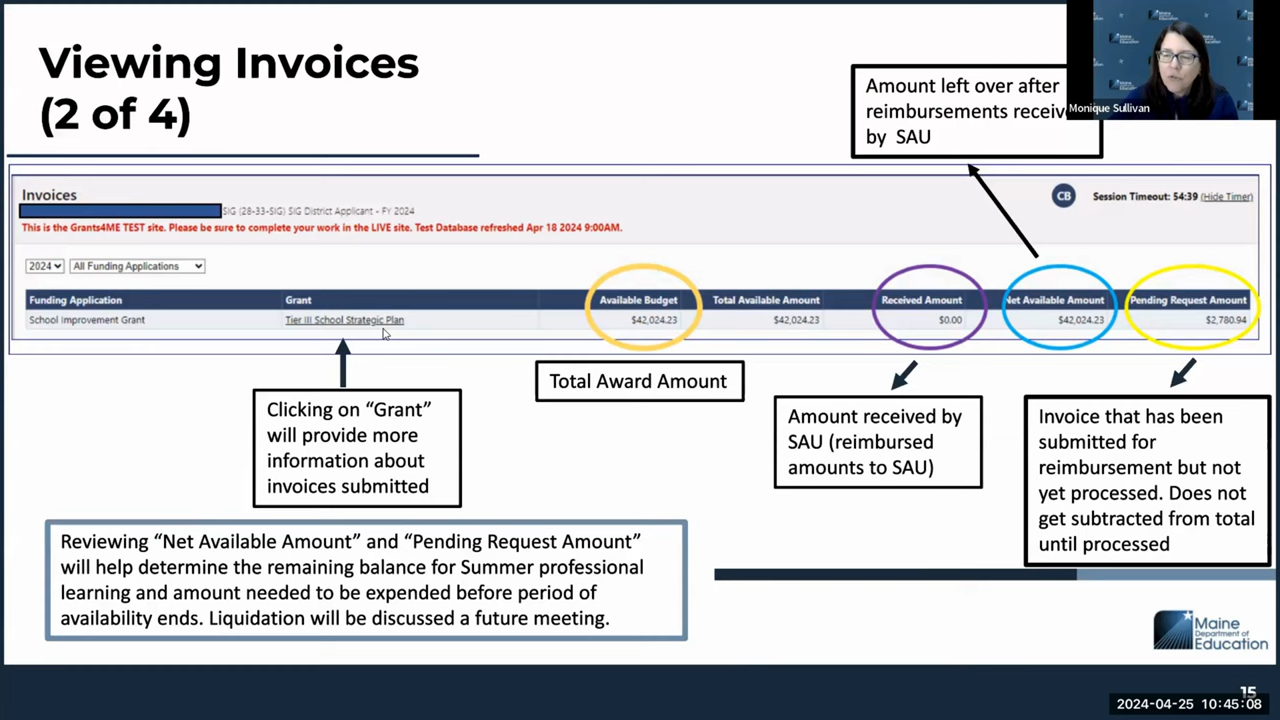 Viewing Invoices
(2 of 4)
Amount left over after
reimbursements receiv
by SAU
Maine
Department of
Education
Monique Sullivan
Invoices
SIG (28-33-SIG) SIG District Applicant - FY 2024
This is the Grants4ME TEST site. Please be sure to complete your work in the LIVE site. Test Database refreshed Apr 18 2024 9:00AM.
CB
Session Timeout: 54:39 (Hide Timer)
2024 All Funding Applications
Funding Application Grant Available Budget Total Available Amount Received Amount Net Available Amount Pending Request Amount
School Improvement Grant Tier III School Strategic Plan $42,024.23 $42,024.23 $0.00 $42,024.23 $2,780.94
Clicking on “Grant”
will provide more
information about
invoices submitted
Total Award Amount
Amount received by
SAU (reimbursed
amounts to SAU)
Invoice that has been
submitted for
reimbursement but not
yet processed. Does not
get subtracted from total
until processed
Reviewing “Net Available Amount” and “Pending Request Amount”
will help determine the remaining balance for Summer professional
learning and amount needed to be expended before period of
availability ends. Liquidation will be discussed a future meeting.
Maine
Department of
Education
15
2024-04-25 10:45:08